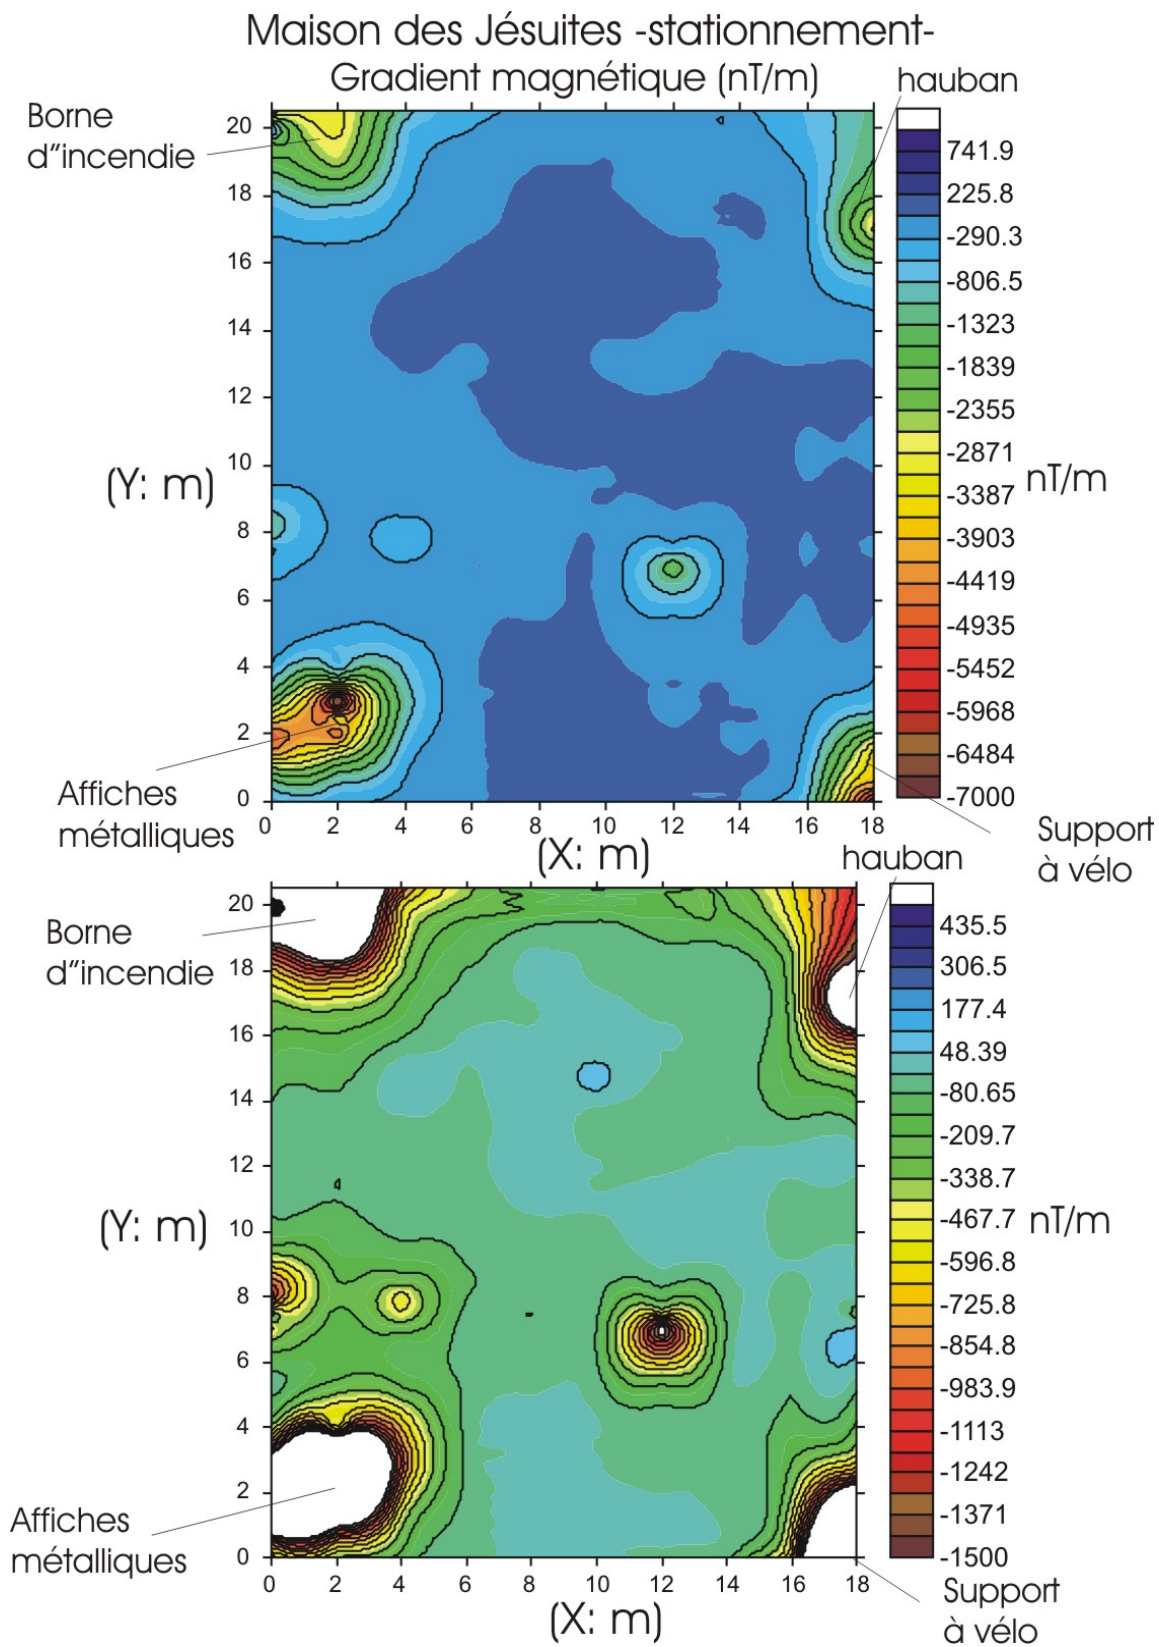 Maison des Jésuites -stationnement-
Gradient magnétique (nT/m)
hauban
Borne
d"incendie
20
18
16
14
12
10
8
6
4
2
0
(Y: m)
741.9
225.8
-290.3
-806.5
-1323
-1839
-2355
-2871
-3387
-3903
-4419
-4935
-5452
-5968
-6484
-7000
nT/m
Affiches
métalliques
0 2 4 6 8 10 12 14 16 18
(X: m)
Support
à vélo
hauban
Borne
d"incendie
20
18
16
14
12
10
8
6
4
2
0
(Y: m)
435.5
306.5
177.4
48.39
-80.65
-209.7
-338.7
-467.7
-596.8
-725.8
-854.8
-983.9
-1113
-1242
-1371
-1500
nT/m
Affiches
métalliques
0 2 4 6 8 10 12 14 16 18
(X: m)
Support
à vélo